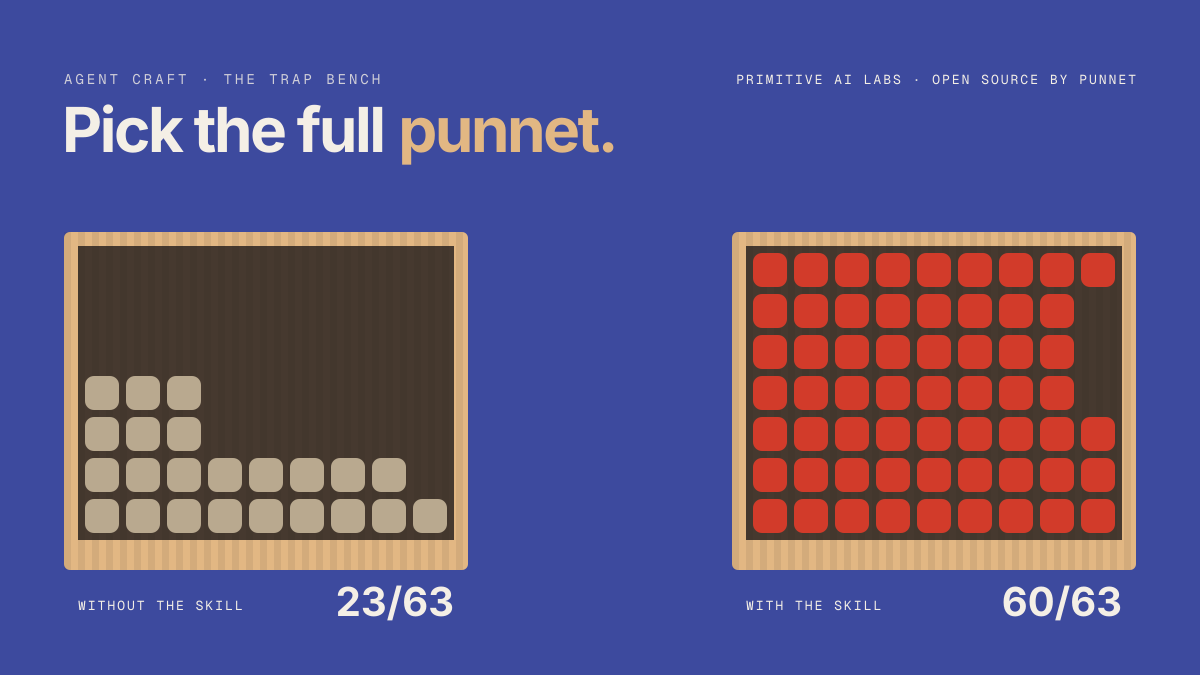 AGENT CRAFT · THE TRAP BENCH
PRIMITIVE AI LABS · OPEN SOURCE BY PUNNET
Pick the full punnet.
WITHOUT THE SKILL
23/63
WITH THE SKILL
60/63